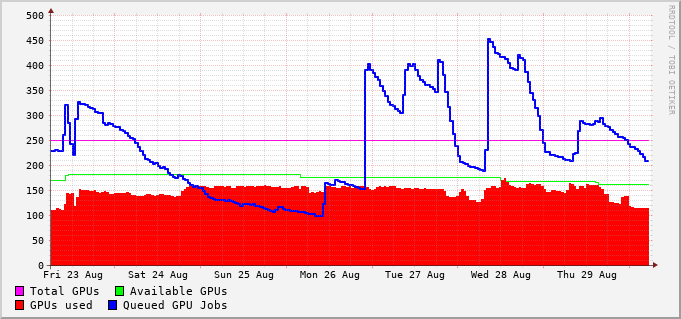 500
450
400
350
300
250
200
150
100
50
0
Fri 23 Aug Sat 24 Aug Sun 25 Aug Mon 26 Aug Tue 27 Aug Wed 28 Aug Thu 29 Aug
Total GPUs Available GPUs
GPUs used Queued GPU Jobs
RRDTOOL / TOBI OETIKER